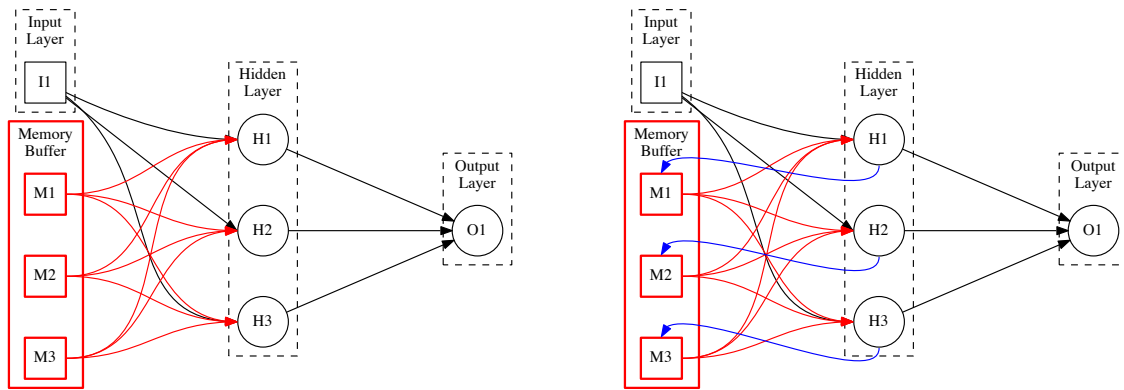 Input
Layer
I1
Memory
Buffer
M1
M2
M3
Hidden
Layer
H1
H2
H3
Output
Layer
O1
Input
Layer
I1
Memory
Buffer
M1
M2
M3
Hidden
Layer
H1
H2
H3
Output
Layer
O1